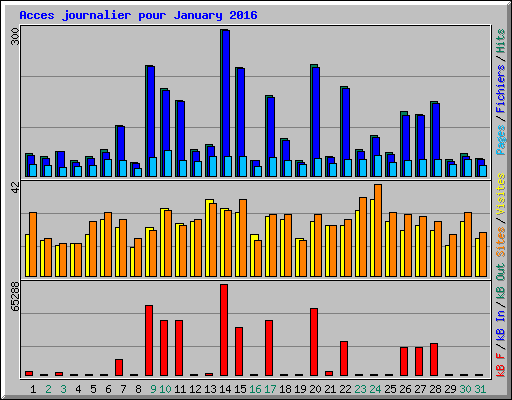 Acces journalier pour January 2016
300
Pages / Fichiers / Hits
42
Sites / Visites
65288
kB F / kB In / kB Out
1 2 3 4 5 6 7 8 9 10 11 12 13 14 15 16 17 18 19 20 21 22 23 24 25 26 27 28 29 30 31